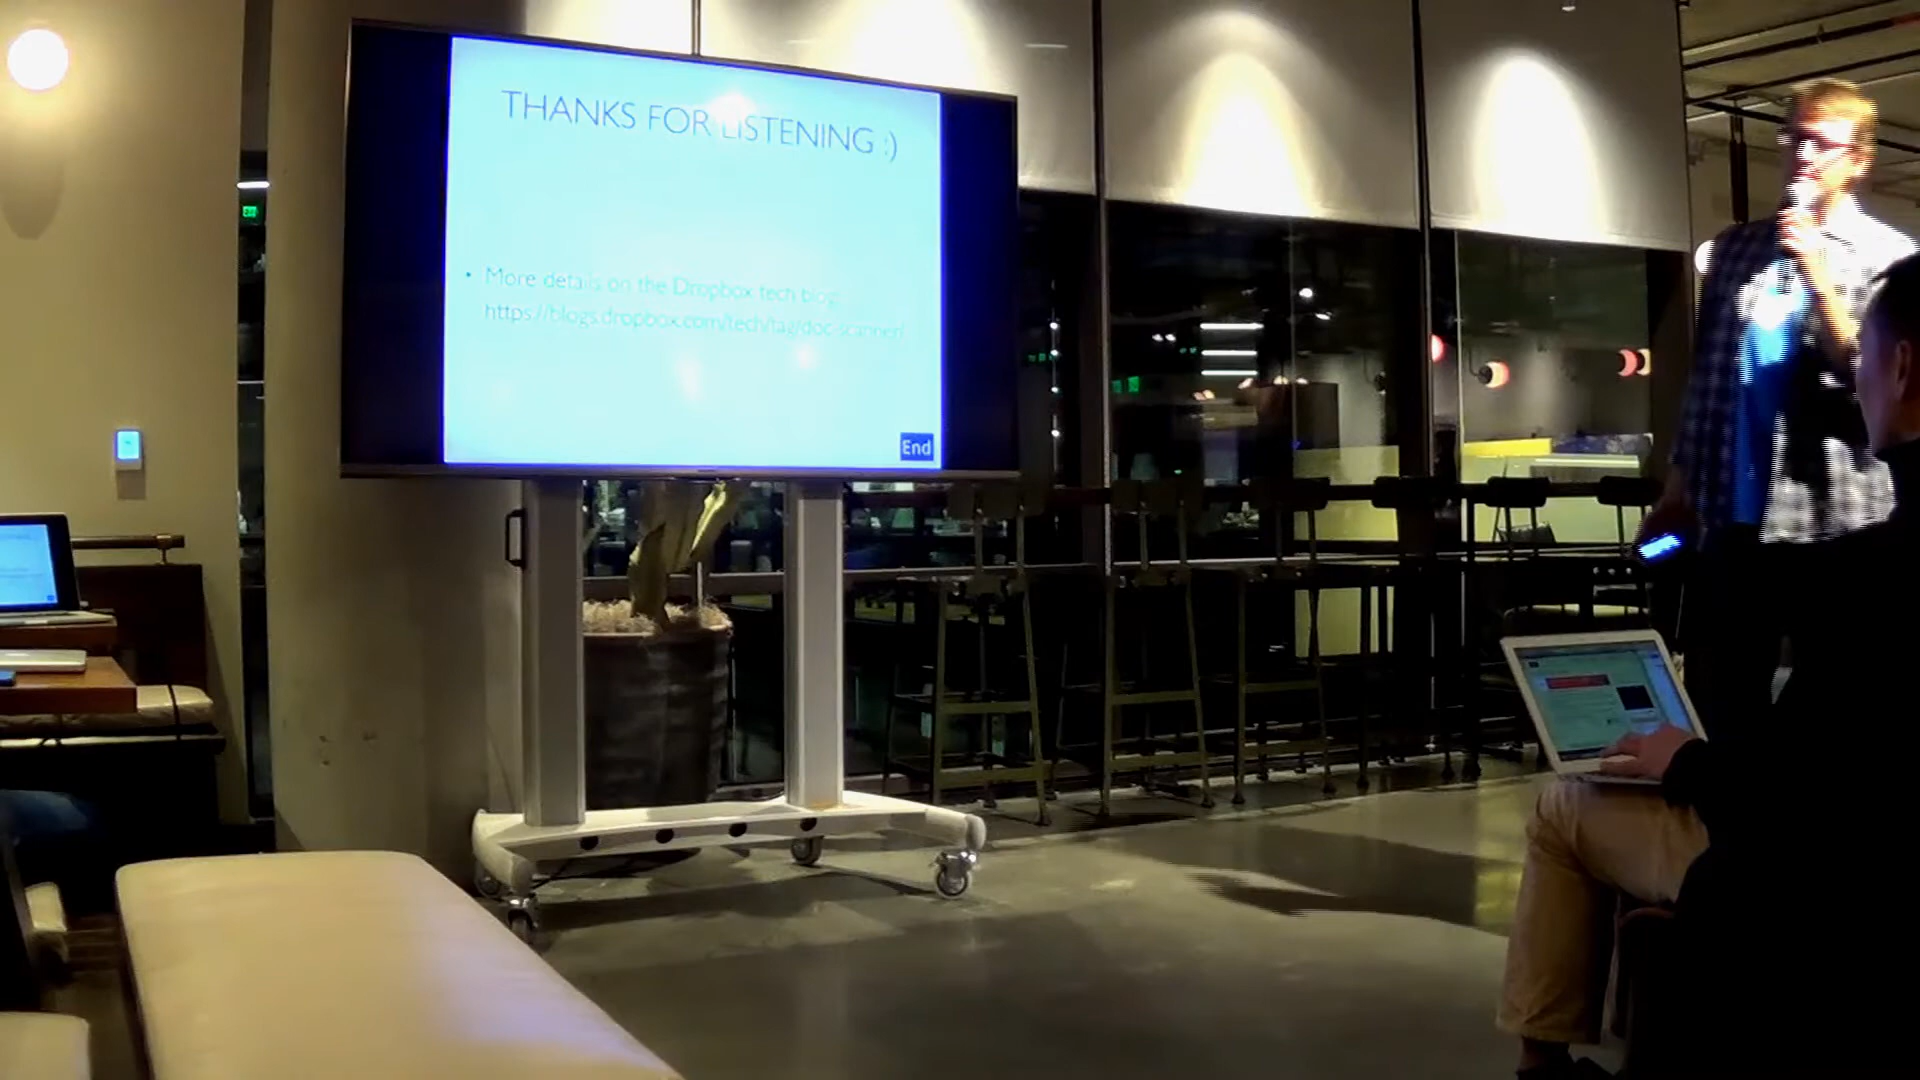 THANKS FOR LISTENING :)
• More details on the Dropbox tech blog:
https://blogs.dropbox.com/tech/tag/doc-scanner/
End